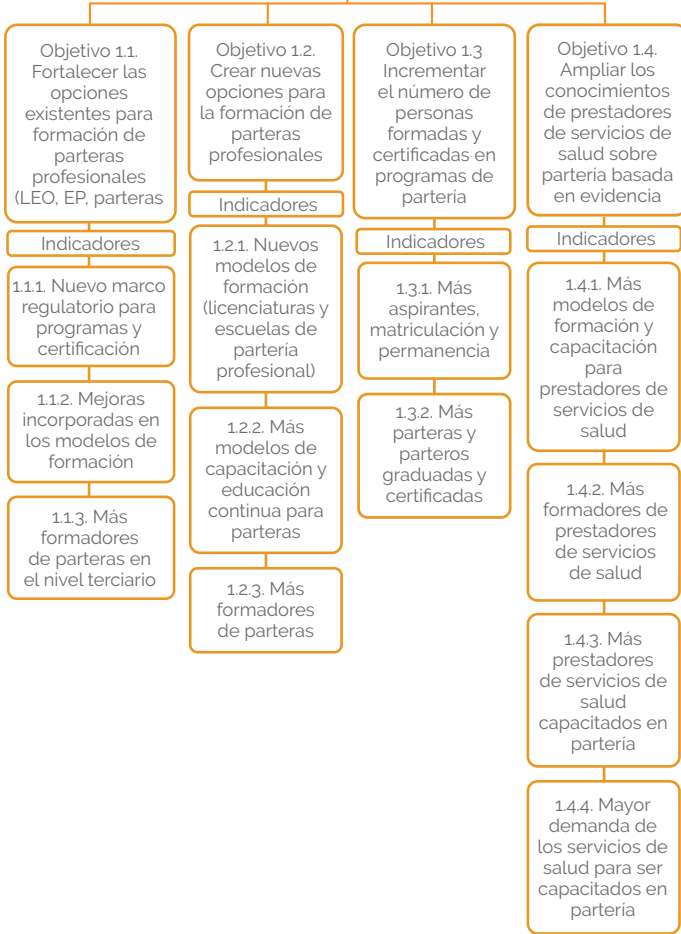 Objetivo 1.1.
Fortalecer las
opciones
existentes para
formación de
parteras
profesionales
(LEO, EP, parteras
Indicadores
1.1.1. Nuevo marco
regulatorio para
programas y
certificación
1.1.2. Mejoras
incorporadas en
los modelos de
formación
1.1.3. Más
formadores
de parteras en
el nivel terciario
Objetivo 1.2.
Crear nuevas
opciones para
la formación de
parteras
profesionales
Indicadores
1.2.1. Nuevos
modelos de
formación
(licenciaturas y
escuelas de
partería
profesional)
1.2.2. Más
modelos de
capacitación y
educación
continua para
parteras
1.2.3. Más
formadores
de parteras
Objetivo 1.3
Incrementar
el número de
personas
formadas y
certificadas en
programas de
partería
Indicadores
1.3.1. Más
aspirantes,
matriculación y
permanencia
1.3.2. Más
parteras y
parteros
graduadas y
certificadas
Objetivo 1.4.
Ampliar los
conocimientos
de prestadores
de servicios de
salud sobre
partería basada
en evidencia
Indicadores
1.4.1. Más
modelos de
formación y
capacitación
para
prestadores de
servicios de
salud
1.4.2. Más
formadores de
prestadores
de servicios
de salud
1.4.3. Más
prestadores
de servicios de
salud
capacitados en
partería
1.4.4. Mayor
demanda de
los servicios de
salud para ser
capacitados en
partería